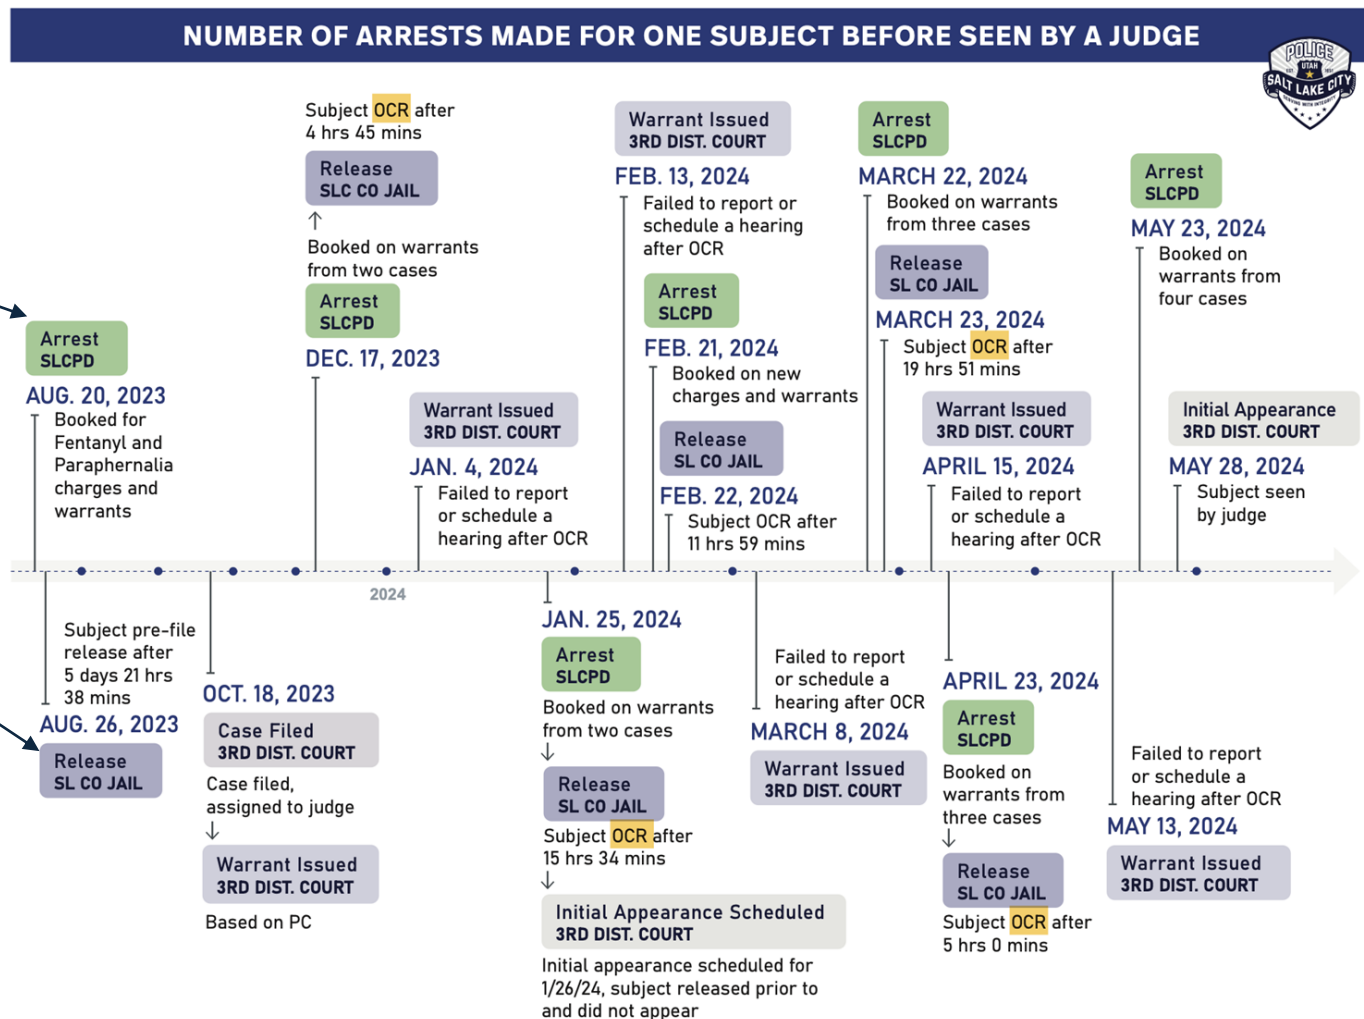 NUMBER OF ARRESTS MADE FOR ONE SUBJECT BEFORE SEEN BY A JUDGE
POLICE
UTAH
SALT LAKE CITY
SERVING WITH INTEGRITY
Arrest
SLCPD
AUG. 20, 2023
Booked for
Fentanyl and
Paraphernalia
charges and
warrants
Subject pre-file
release after
5 days 21 hrs
38 mins
AUG. 26, 2023
Release
SL CO JAIL
OCT. 18, 2023
Case Filed
3RD DIST. COURT
Case filed,
assigned to judge
↓
Warrant Issued
3RD DIST. COURT
Based on PC
Subject OCR after
4 hrs 45 mins
Release
SLC CO JAIL
↑
Booked on warrants
from two cases
Arrest
SLCPD
DEC. 17, 2023
2024
Warrant Issued
3RD DIST. COURT
JAN. 4, 2024
Failed to report
or schedule a
hearing after OCR
JAN. 25, 2024
Arrest
SLCPD
Booked on warrants
from two cases
↓
Release
SL CO JAIL
Subject OCR after
15 hrs 34 mins
↓
Initial Appearance Scheduled
3RD DIST. COURT
Initial appearance scheduled for
1/26/24, subject released prior to
and did not appear
Warrant Issued
3RD DIST. COURT
FEB. 13, 2024
Failed to report or
schedule a hearing
after OCR
Arrest
SLCPD
FEB. 21, 2024
Booked on new
charges and warrants
Release
SL CO JAIL
FEB. 22, 2024
Subject OCR after
11 hrs 59 mins
Failed to report
or schedule a
hearing after OCR
MARCH 8, 2024
Warrant Issued
3RD DIST. COURT
Arrest
SLCPD
MARCH 22, 2024
Booked on warrants
from three cases
Release
SL CO JAIL
MARCH 23, 2024
Subject OCR after
19 hrs 51 mins
Warrant Issued
3RD DIST. COURT
APRIL 15, 2024
Failed to report
or schedule a
hearing after OCR
APRIL 23, 2024
Arrest
SLCPD
Booked on
warrants from
three cases
↓
Release
SL CO JAIL
Subject OCR after
5 hrs 0 mins
Failed to report
or schedule a
hearing after OCR
MAY 13, 2024
Warrant Issued
3RD DIST. COURT
Arrest
SLCPD
MAY 23, 2024
Booked on
warrants from
four cases
Initial Appearance
3RD DIST. COURT
MAY 28, 2024
Subject seen
by judge